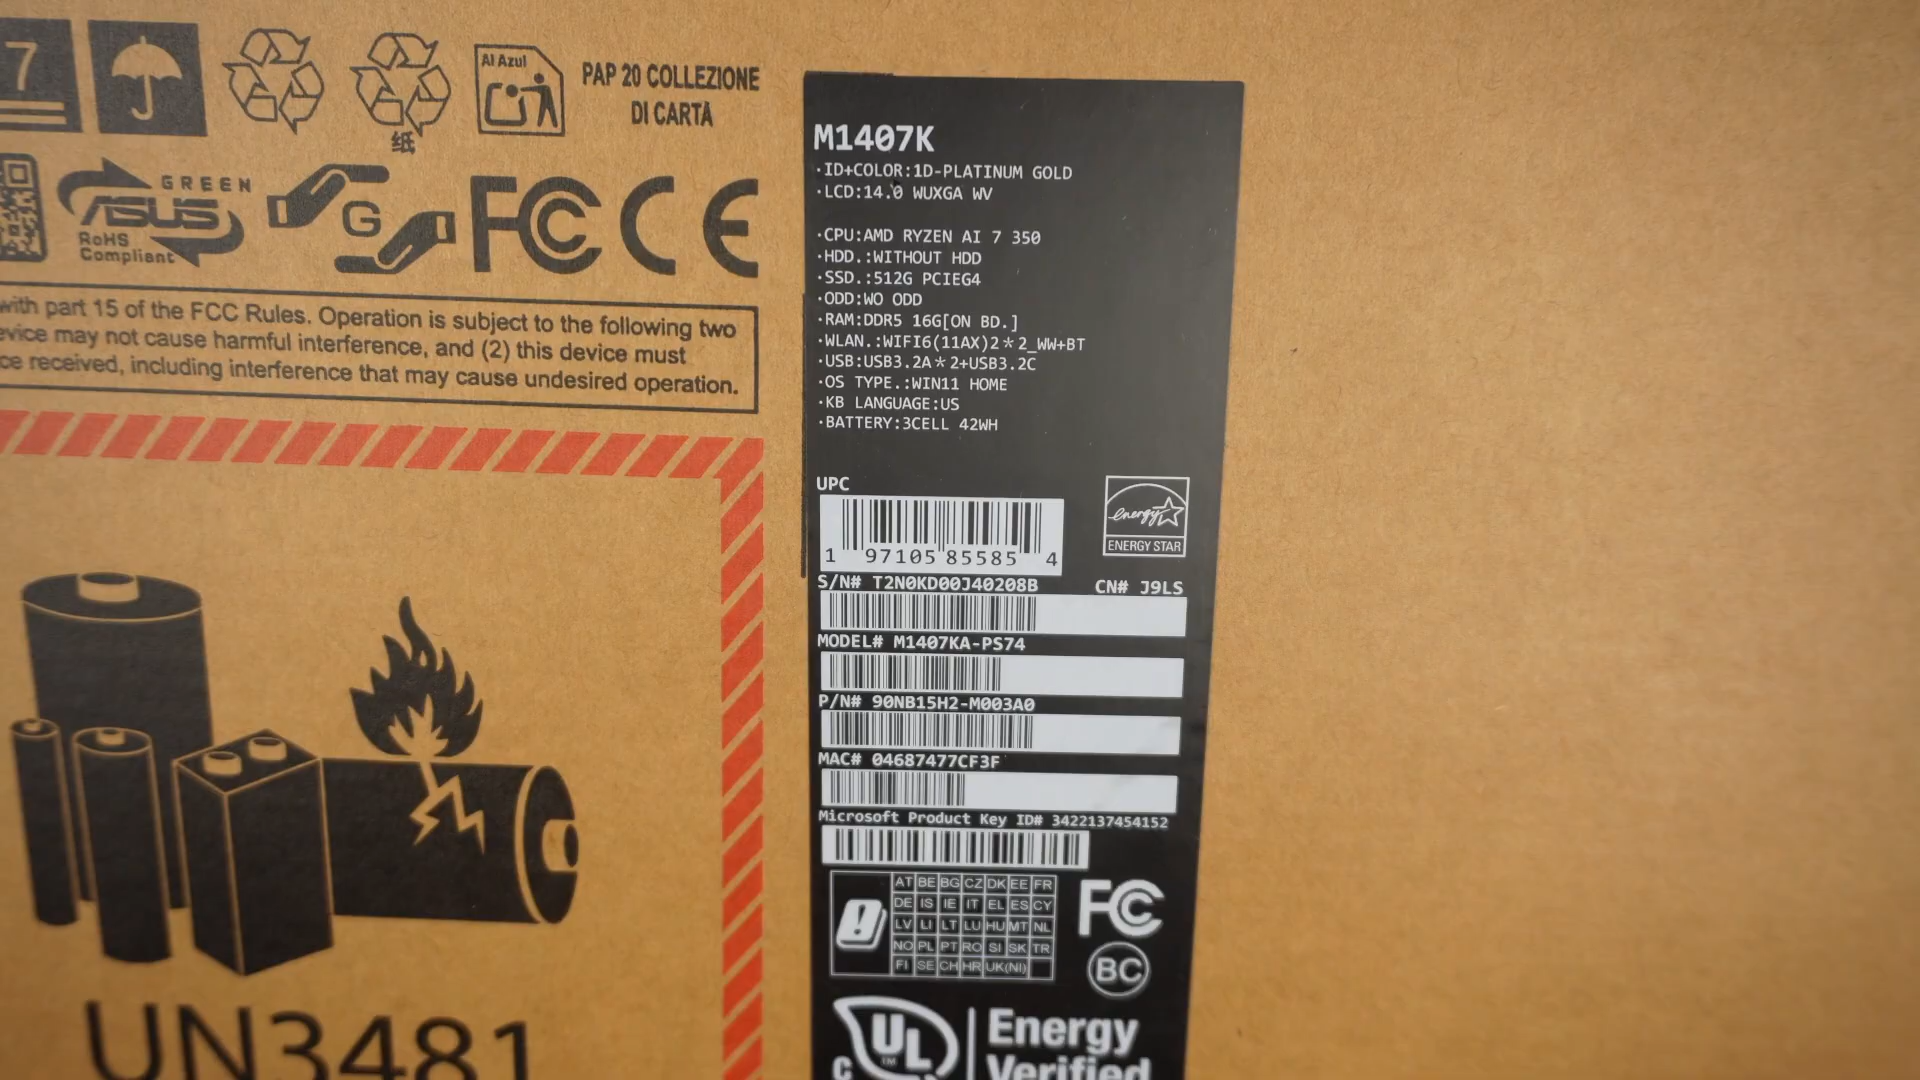 7
纸
Al Azul
PAP 20 COLLEZIONE
DI CARTA
GREEN
ASUS
RoHS
Compliant
G
FC
CE
with part 15 of the FCC Rules. Operation is subject to the following two
evice may not cause harmful interference, and (2) this device must
ce received, including interference that may cause undesired operation.
UN3481
M1407K
·ID+COLOR:1D-PLATINUM GOLD
·LCD:14.0 WUXGA WV
·CPU:AMD RYZEN AI 7 350
·HDD.:WITHOUT HDD
·SSD.:512G PCIEG4
·ODD:WO ODD
·RAM:DDR5 16G[ON BD.]
·WLAN.:WIFI6(11AX)2*2_WW+BT
·USB:USB3.2A*2+USB3.2C
·OS TYPE.:WIN11 HOME
·KB LANGUAGE:US
·BATTERY:3CELL 42WH
UPC
1 97105 85585 4
energy
ENERGY STAR
S/N# T2N0KD00J40208B CN# J9LS
MODEL# M1407KA-PS74
P/N# 90NB15H2-M003A0
MAC# 04687477CF3F
Microsoft Product Key ID# 3422137454152
AT BE BG CZ DK EE FR
DE IS IE IT EL ES CY
LV LI LT LU HU MT NL
NO PL PT RO SI SK TR
FI SE CH HR UK(NI)
FC
BC
C UL TM
Energy
Verified